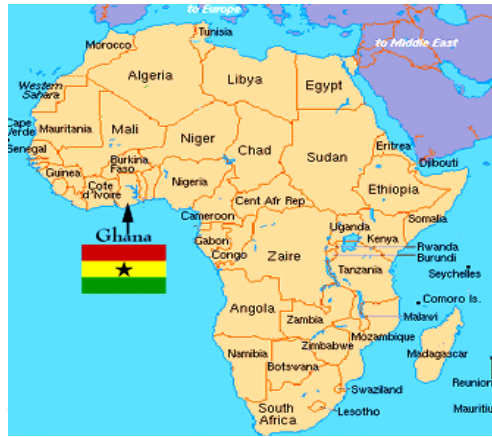 to Europe
to Middle East
Tunisia
Morocco
Algeria
Libya
Egypt
Western
Sahara
Cape
Verde
Mauritania
Mali
Niger
Chad
Sudan
Eritrea
Djibouti
Senegal
Guinea
Burkina
Faso
Cote
d'Ivoire
Nigeria
Ethiopia
Cent Afr Rep
Somalia
Cameroon
Uganda
Ghana
Gabon
Congo
Zaire
Kenya
Rwanda
Burundi
Tanzania
Seychelles
Comoro Is.
Angola
Zambia
Malawi
Mozambique
Zimbabwe
Madagascar
Namibia
Botswana
Swaziland
Reunion
South
Africa
Lesotho
Mauritiu